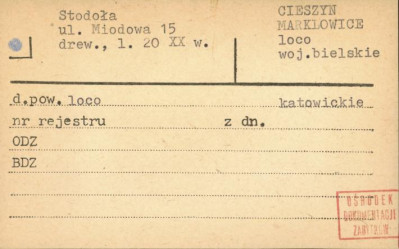 Stodoła
ul. Miodowa 15
drew., l. 20 XX w.
CIESZYN
MARKLOWICE
loco
woj.bielskie
d.pow. loco katowickie
nr rejestru z dn.
ODZ
BDZ
OŚRODEK
DOKUMENTACJI
ZABYTKÓW